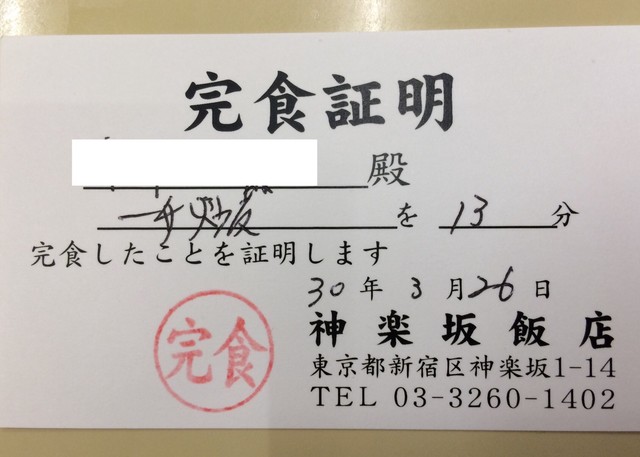 完食証明
殿
一升炒飯を13分
完食したことを証明します
30年3月26日
完食
神楽坂飯店
東京都新宿区神楽坂1-14
TEL 03-3260-1402